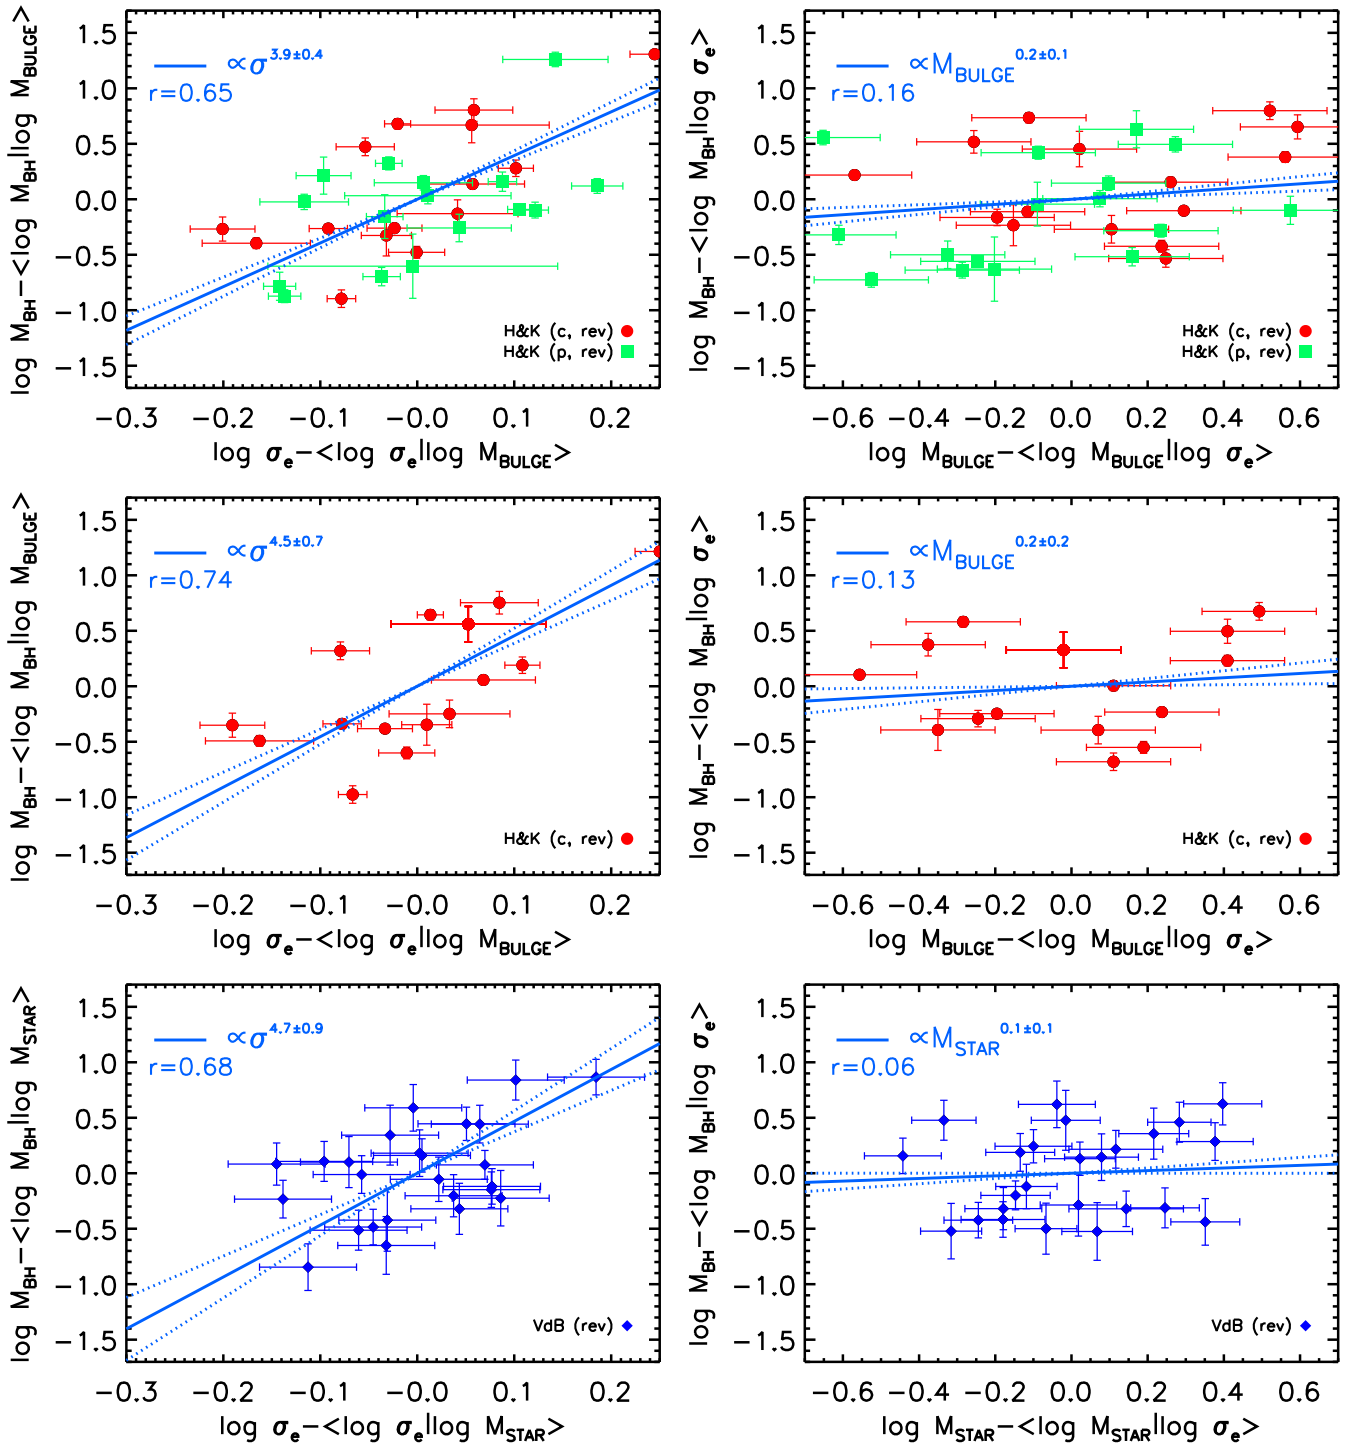 log M_BH−<log M_BH|log M_BULGE>
1.5
1.0
0.5
0.0
−0.5
−1.0
−1.5
∝σ^3.9±0.4
r=0.65
H&K (c, rev)
H&K (p, rev)
−0.3 −0.2 −0.1 −0.0 0.1 0.2
log σ_e−<log σ_e|log M_BULGE>
log M_BH−<log M_BH|log σ_e>
1.5
1.0
0.5
0.0
−0.5
−1.0
−1.5
∝M_BULGE^0.2±0.1
r=0.16
H&K (c, rev)
H&K (p, rev)
−0.6 −0.4 −0.2 0.0 0.2 0.4 0.6
log M_BULGE−<log M_BULGE|log σ_e>
log M_BH−<log M_BH|log M_BULGE>
1.5
1.0
0.5
0.0
−0.5
−1.0
−1.5
∝σ^4.5±0.7
r=0.74
H&K (c, rev)
−0.3 −0.2 −0.1 −0.0 0.1 0.2
log σ_e−<log σ_e|log M_BULGE>
log M_BH−<log M_BH|log σ_e>
1.5
1.0
0.5
0.0
−0.5
−1.0
−1.5
∝M_BULGE^0.2±0.2
r=0.13
H&K (c, rev)
−0.6 −0.4 −0.2 0.0 0.2 0.4 0.6
log M_BULGE−<log M_BULGE|log σ_e>
log M_BH−<log M_BH|log M_STAR>
1.5
1.0
0.5
0.0
−0.5
−1.0
−1.5
∝σ^4.7±0.9
r=0.68
VdB (rev)
−0.3 −0.2 −0.1 −0.0 0.1 0.2
log σ_e−<log σ_e|log M_STAR>
log M_BH−<log M_BH|log σ_e>
1.5
1.0
0.5
0.0
−0.5
−1.0
−1.5
∝M_STAR^0.1±0.1
r=0.06
VdB (rev)
−0.6 −0.4 −0.2 0.0 0.2 0.4 0.6
log M_STAR−<log M_STAR|log σ_e>